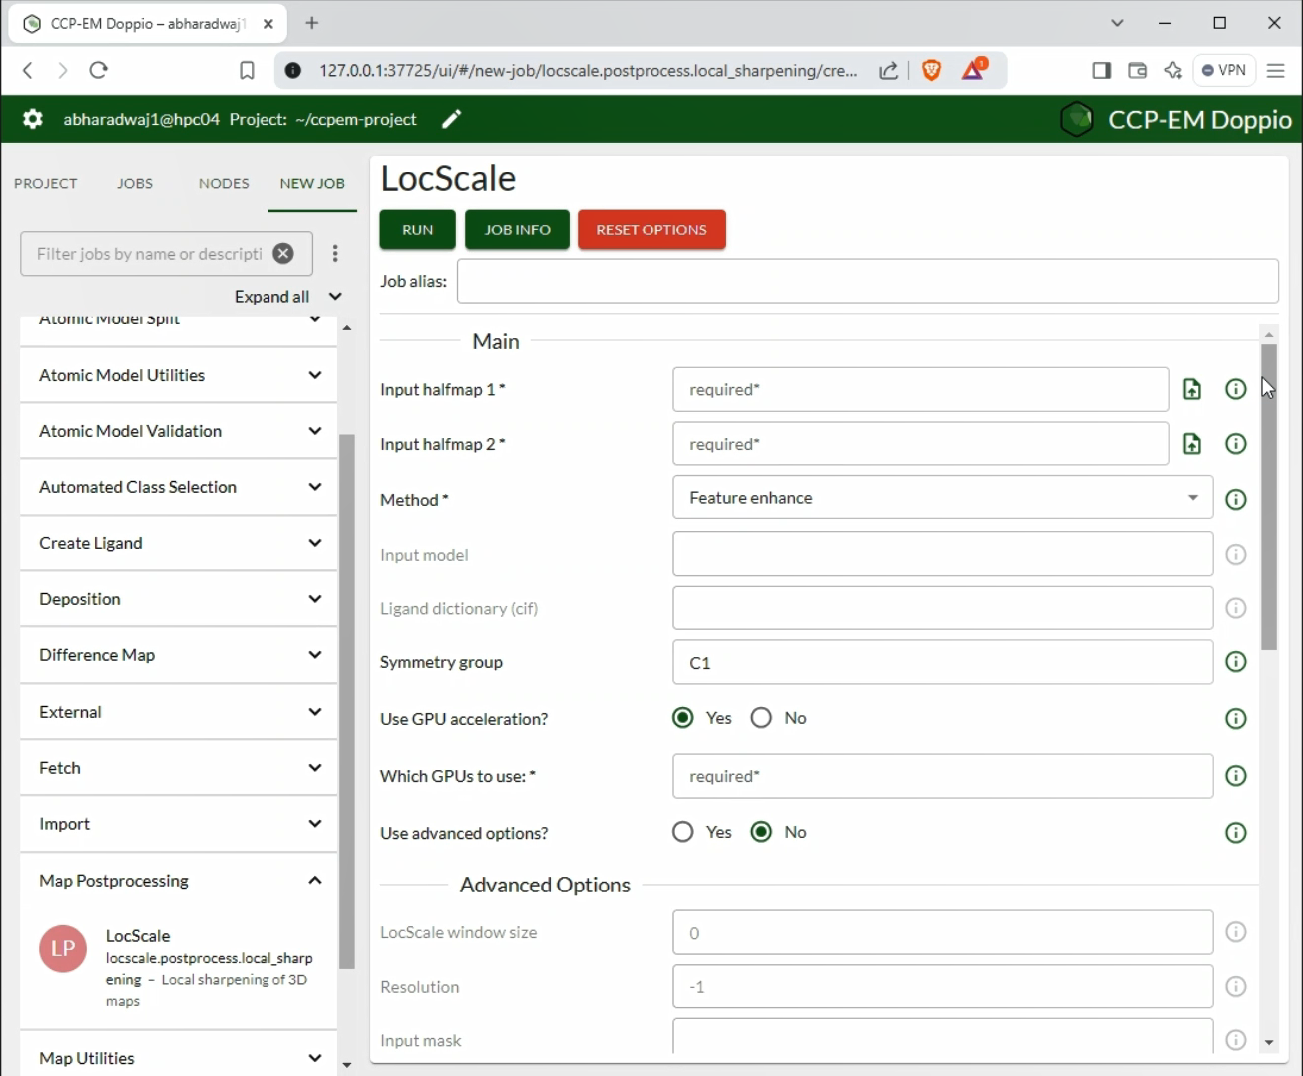 CCP-EM Doppio – abharadwaj1
127.0.0.1:37725/ui/#/new-job/locscale.postprocess.local_sharpening/cre...
1
VPN
abharadwaj1@hpc04 Project: ~/ccpem-project
CCP-EM Doppio
PROJECT
JOBS
NODES
NEW JOB
Filter jobs by name or descripti
Expand all
Atomic Model Split
Atomic Model Utilities
Atomic Model Validation
Automated Class Selection
Create Ligand
Deposition
Difference Map
External
Fetch
Import
Map Postprocessing
LP
LocScale
locscale.postprocess.local_sharp
ening – Local sharpening of 3D
maps
Map Utilities
LocScale
RUN
JOB INFO
RESET OPTIONS
Job alias:
Main
Input halfmap 1 *
required*
Input halfmap 2 *
required*
Method *
Feature enhance
Input model
Ligand dictionary (cif)
Symmetry group
C1
Use GPU acceleration?
Yes
No
Which GPUs to use: *
required*
Use advanced options?
Yes
No
Advanced Options
LocScale window size
0
Resolution
-1
Input mask